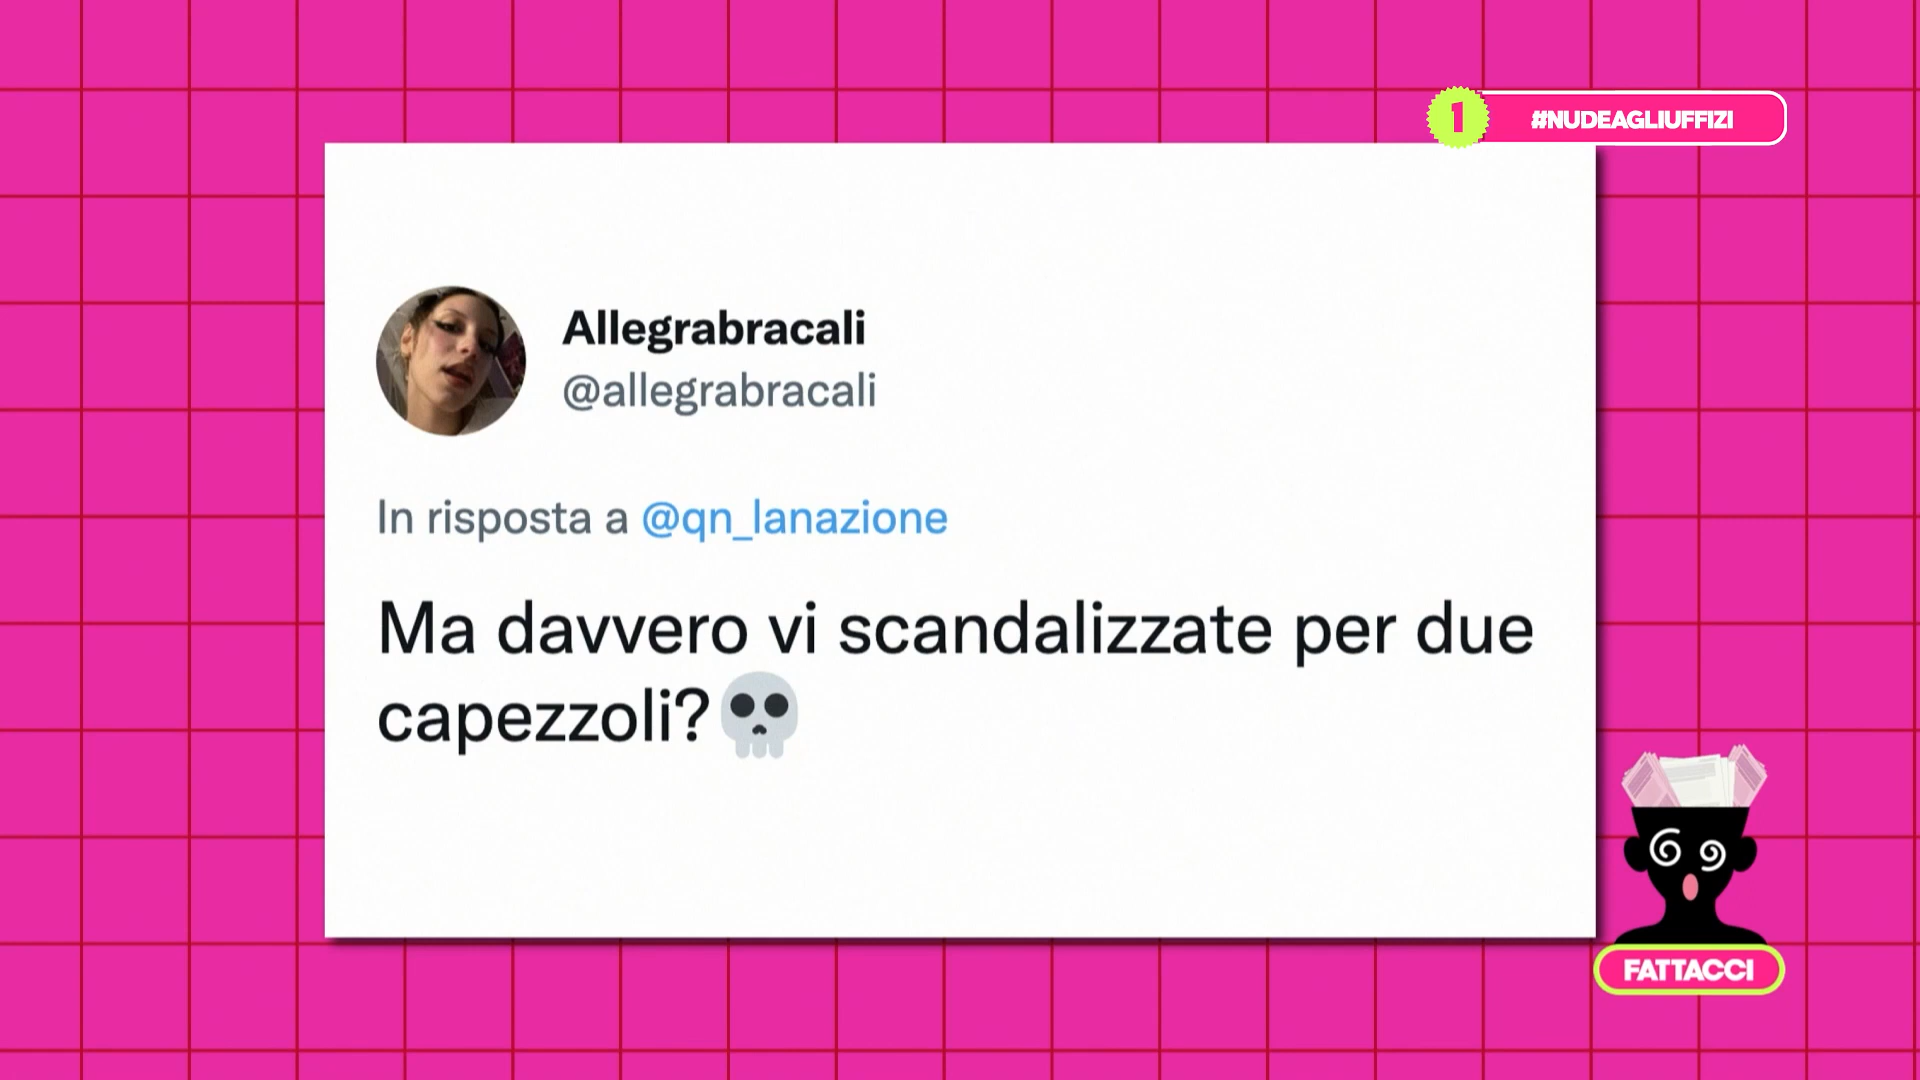 1
#NUDEAGLIUFFIZI
Allegrabracali
@allegrabracali
In risposta a @qn_lanazione
Ma davvero vi scandalizzate per due
capezzoli?💀
FATTACCI